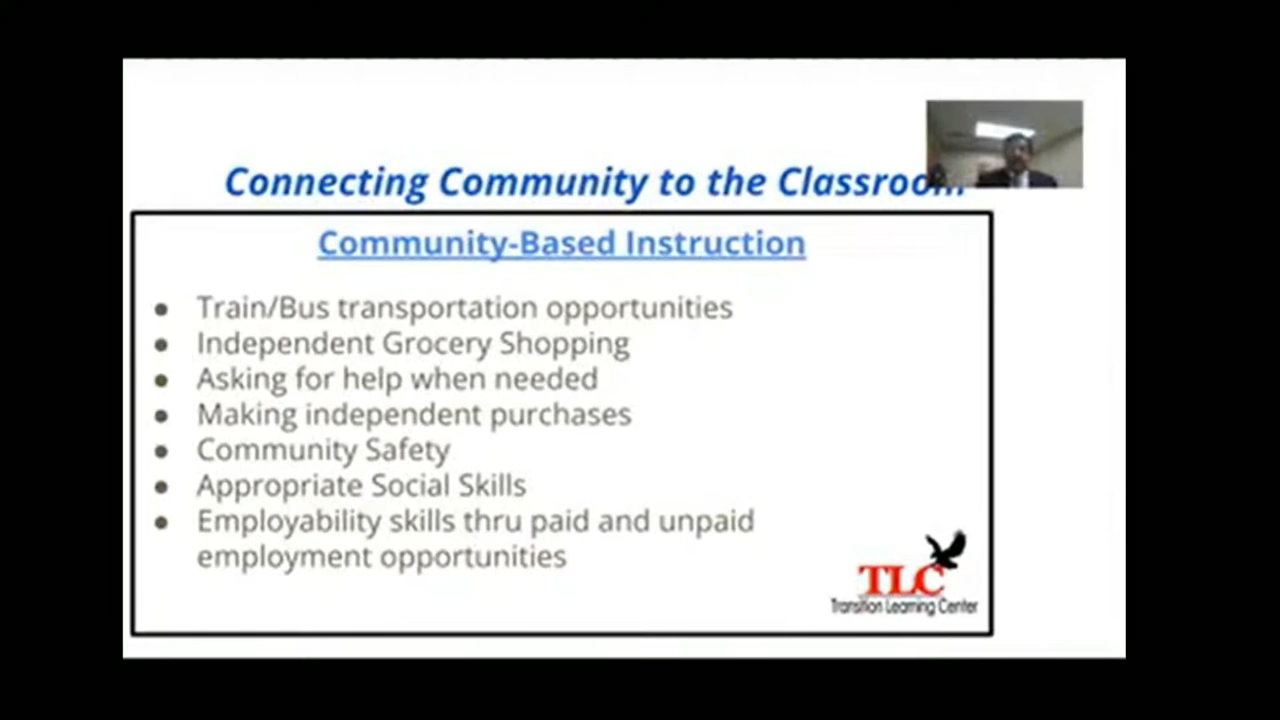 Connecting Community to the Classroom
Community-Based Instruction
● Train/Bus transportation opportunities
● Independent Grocery Shopping
● Asking for help when needed
● Making independent purchases
● Community Safety
● Appropriate Social Skills
● Employability skills thru paid and unpaid
employment opportunities
TLC
Transition Learning Center